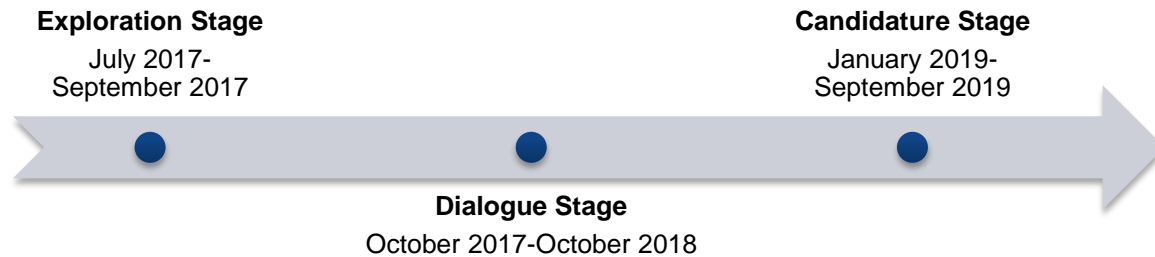 Exploration Stage
July 2017-
September 2017
Dialogue Stage
October 2017-October 2018
Candidature Stage
January 2019-
September 2019